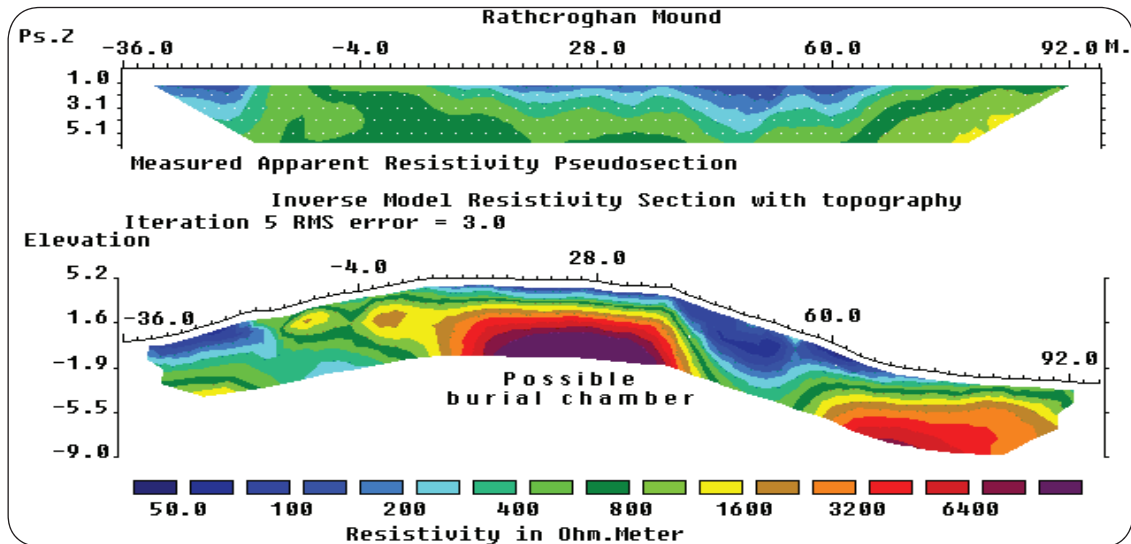 Rathcroghan Mound
Ps.Z -36.0 -4.0 28.0 60.0 92.0 M.
1.0
3.1
5.1
Measured Apparent Resistivity Pseudosection
Inverse Model Resistivity Section with topography
Iteration 5 RMS error = 3.0
Elevation
5.2 -4.0 28.0
1.6 -36.0 60.0
-1.9 92.0
Possible
-5.5 burial chamber
-9.0
50.0 100 200 400 800 1600 3200 6400
Resistivity in Ohm.Meter